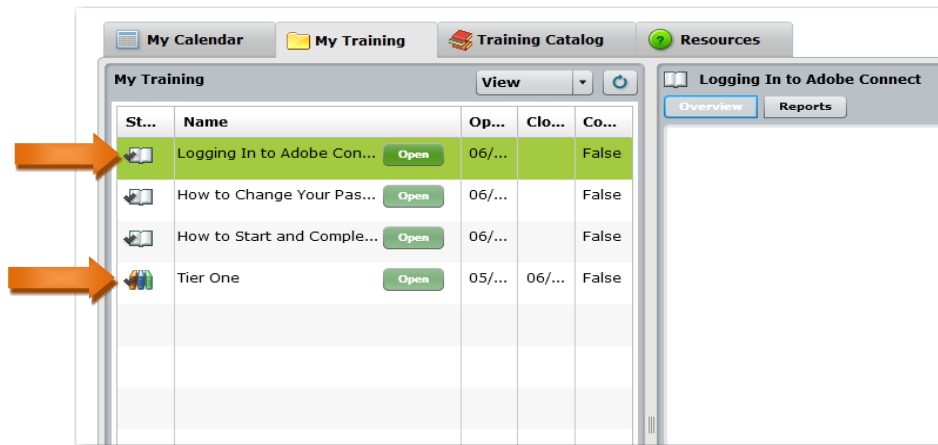 My Calendar My Training Training Catalog ? Resources
My Training View Logging In to Adobe Connect
Overview Reports
St... Name Op... Clo... Co...
Logging In to Adobe Con... Open 06/... False
How to Change Your Pas... Open 06/... False
How to Start and Comple... Open 06/... False
Tier One Open 05/... 06/... False